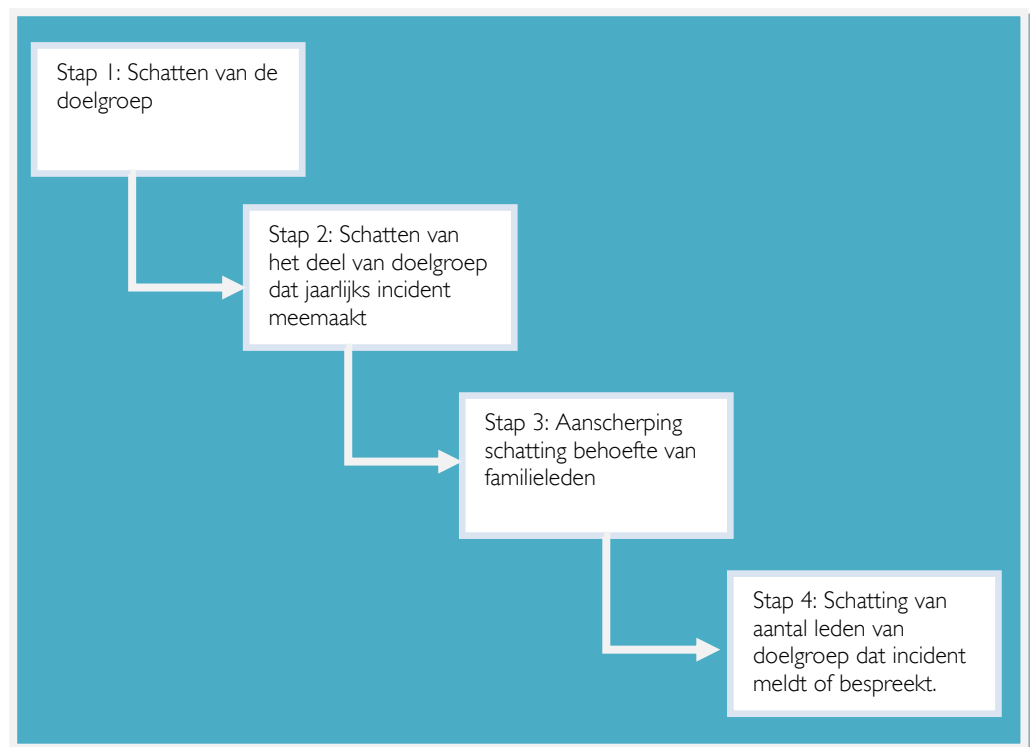 Stap 1: Schatten van de
doelgroep
Stap 2: Schatten van
het deel van doelgroep
dat jaarlijks incident
meemaakt
Stap 3: Aanscherping
schatting behoefte van
familieleden
Stap 4: Schatting van
aantal leden van
doelgroep dat incident
meldt of bespreekt.